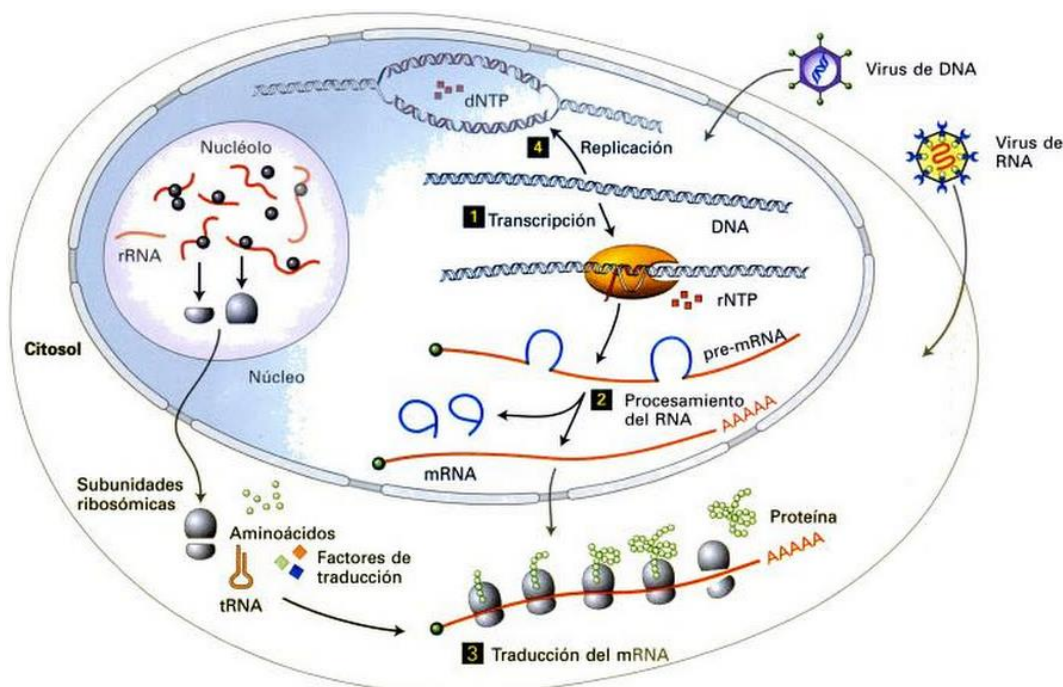 Virus de DNA
dNTP
Virus de
RNA
Nucléolo
4 Replicación
1 Transcripción
DNA
rRNA
rNTP
Citosol
pre-mRNA
Núcleo
2 Procesamiento
del RNA
AAAAA
mRNA
Subunidades
ribosómicas
Aminoácidos
Proteína
Factores de
traducción
AAAAA
tRNA
3 Traducción del mRNA